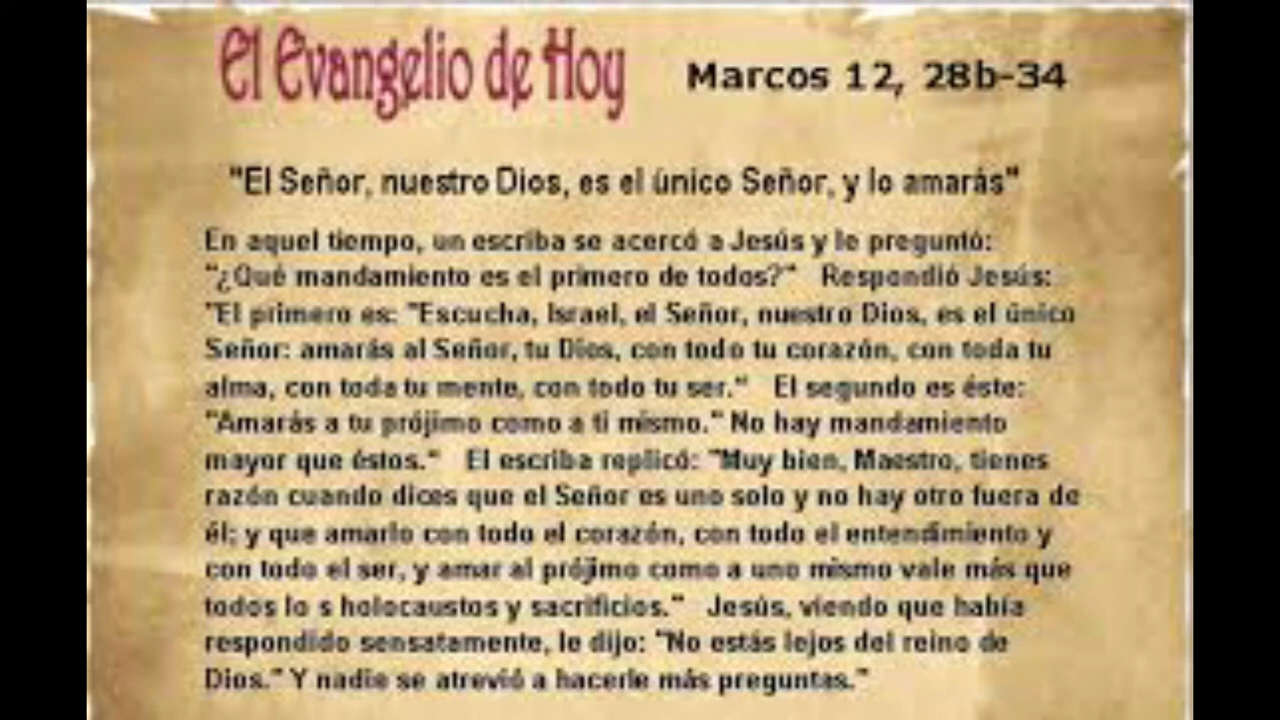 El Evangelio de Hoy
Marcos 12, 28b-34
"El Señor, nuestro Dios, es el único Señor, y lo amarás"
En aquel tiempo, un escriba se acercó a Jesús y le preguntó:
"¿Qué mandamiento es el primero de todos?" Respondió Jesús:
"El primero es: "Escucha, Israel, el Señor, nuestro Dios, es el único
Señor: amarás al Señor, tu Dios, con todo tu corazón, con toda tu
alma, con toda tu mente, con todo tu ser." El segundo es éste:
"Amarás a tu prójimo como a ti mismo." No hay mandamiento
mayor que éstos." El escriba replicó: "Muy bien, Maestro, tienes
razón cuando dices que el Señor es uno solo y no hay otro fuera de
él; y que amarlo con todo el corazón, con todo el entendimiento y
con todo el ser, y amar al prójimo como a uno mismo vale más que
todos lo s holocaustos y sacrificios." Jesús, viendo que había
respondido sensatamente, le dijo: "No estás lejos del reino de
Dios." Y nadie se atrevió a hacerle más preguntas."